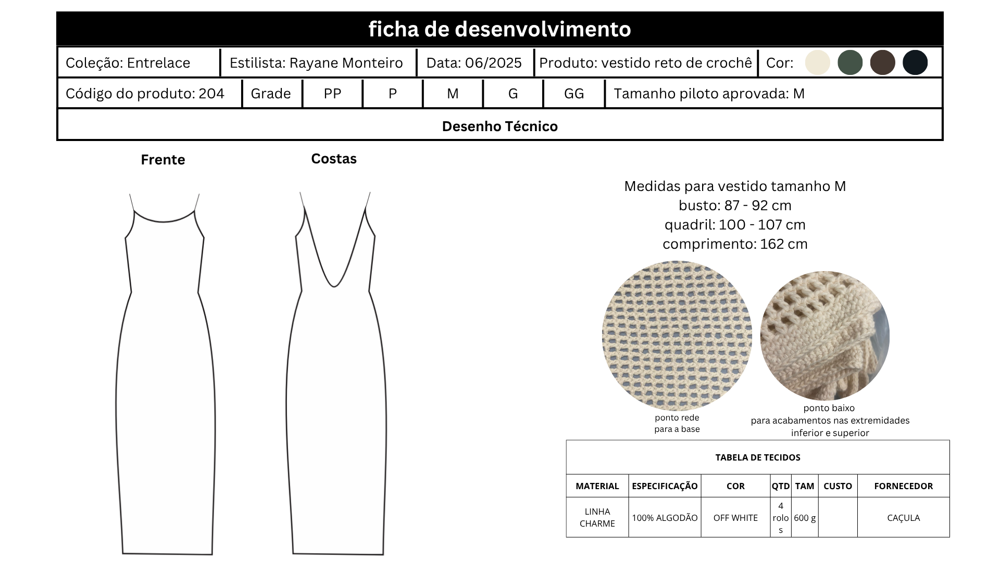 ficha de desenvolvimento
Coleção: Entrelace
Estilista: Rayane Monteiro
Data: 06/2025
Produto: vestido reto de crochê
Cor:
Código do produto: 204
Grade
PP
P
M
G
GG
Tamanho piloto aprovada: M
Desenho Técnico
Frente
Costas
Medidas para vestido tamanho M
busto: 87 - 92 cm
quadril: 100 - 107 cm
comprimento: 162 cm
ponto rede
para a base
ponto baixo
para acabamentos nas extremidades
inferior e superior
TABELA DE TECIDOS
MATERIAL
ESPECIFICAÇÃO
COR
QTD
TAM
CUSTO
FORNECEDOR
LINHA
CHARME
100% ALGODÃO
OFF WHITE
4
rolo
s
600 g
CAÇULA